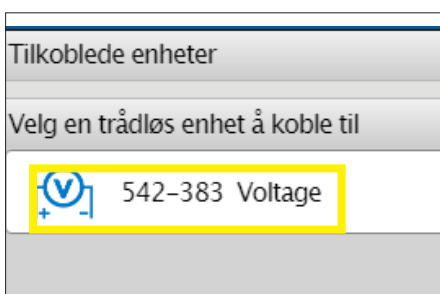 Tilkoblede enheter
Velg en trådløs enhet å koble til
V 542-383 Voltage
+ -